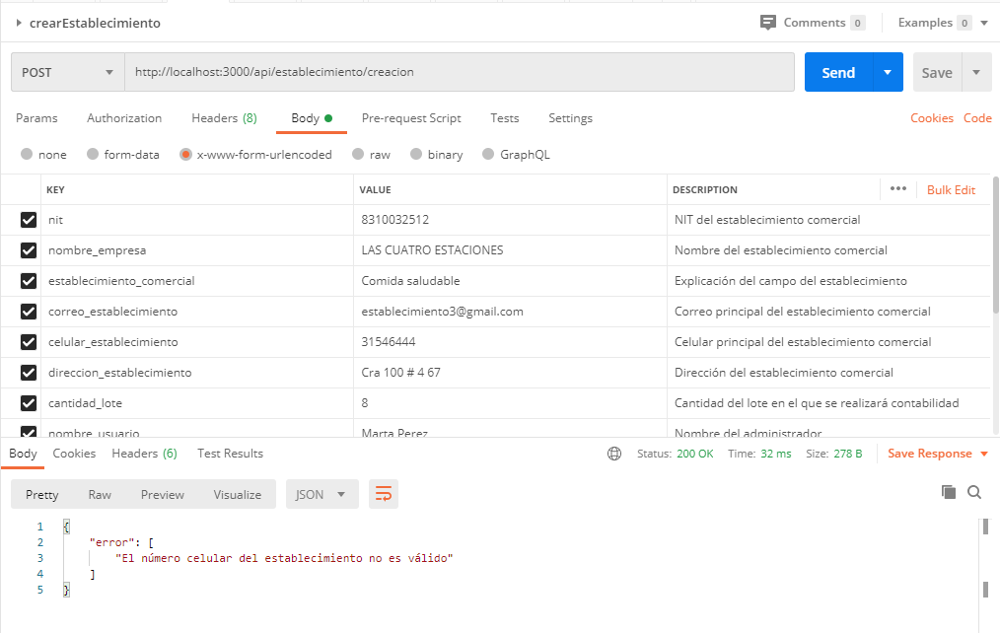 crearEstablecimiento Comments 0 Examples 0
POST http://localhost:3000/api/establecimiento/creacion Send Save
Params Authorization Headers (8) Body Pre-request Script Tests Settings Cookies Code
none form-data x-www-form-urlencoded raw binary GraphQL
KEY VALUE DESCRIPTION ••• Bulk Edit
nit 8310032512 NIT del establecimiento comercial
nombre_empresa LAS CUATRO ESTACIONES Nombre del establecimiento comercial
establecimiento_comercial Comida saludable Explicación del campo del establecimiento
correo_establecimiento establecimiento3@gmail.com Correo principal del establecimiento comercial
celular_establecimiento 31546444 Celular principal del establecimiento comercial
direccion_establecimiento Cra 100 # 4 67 Dirección del establecimiento comercial
cantidad_lote 8 Cantidad del lote en el que se realizará contabilidad
nombre_usuario Marta Perez Nombre del administrador
Body Cookies Headers (6) Test Results Status: 200 OK Time: 32 ms Size: 278 B Save Response
Pretty Raw Preview Visualize JSON
1 {
2 "error": [
3 "El número celular del establecimiento no es válido"
4 ]
5 }